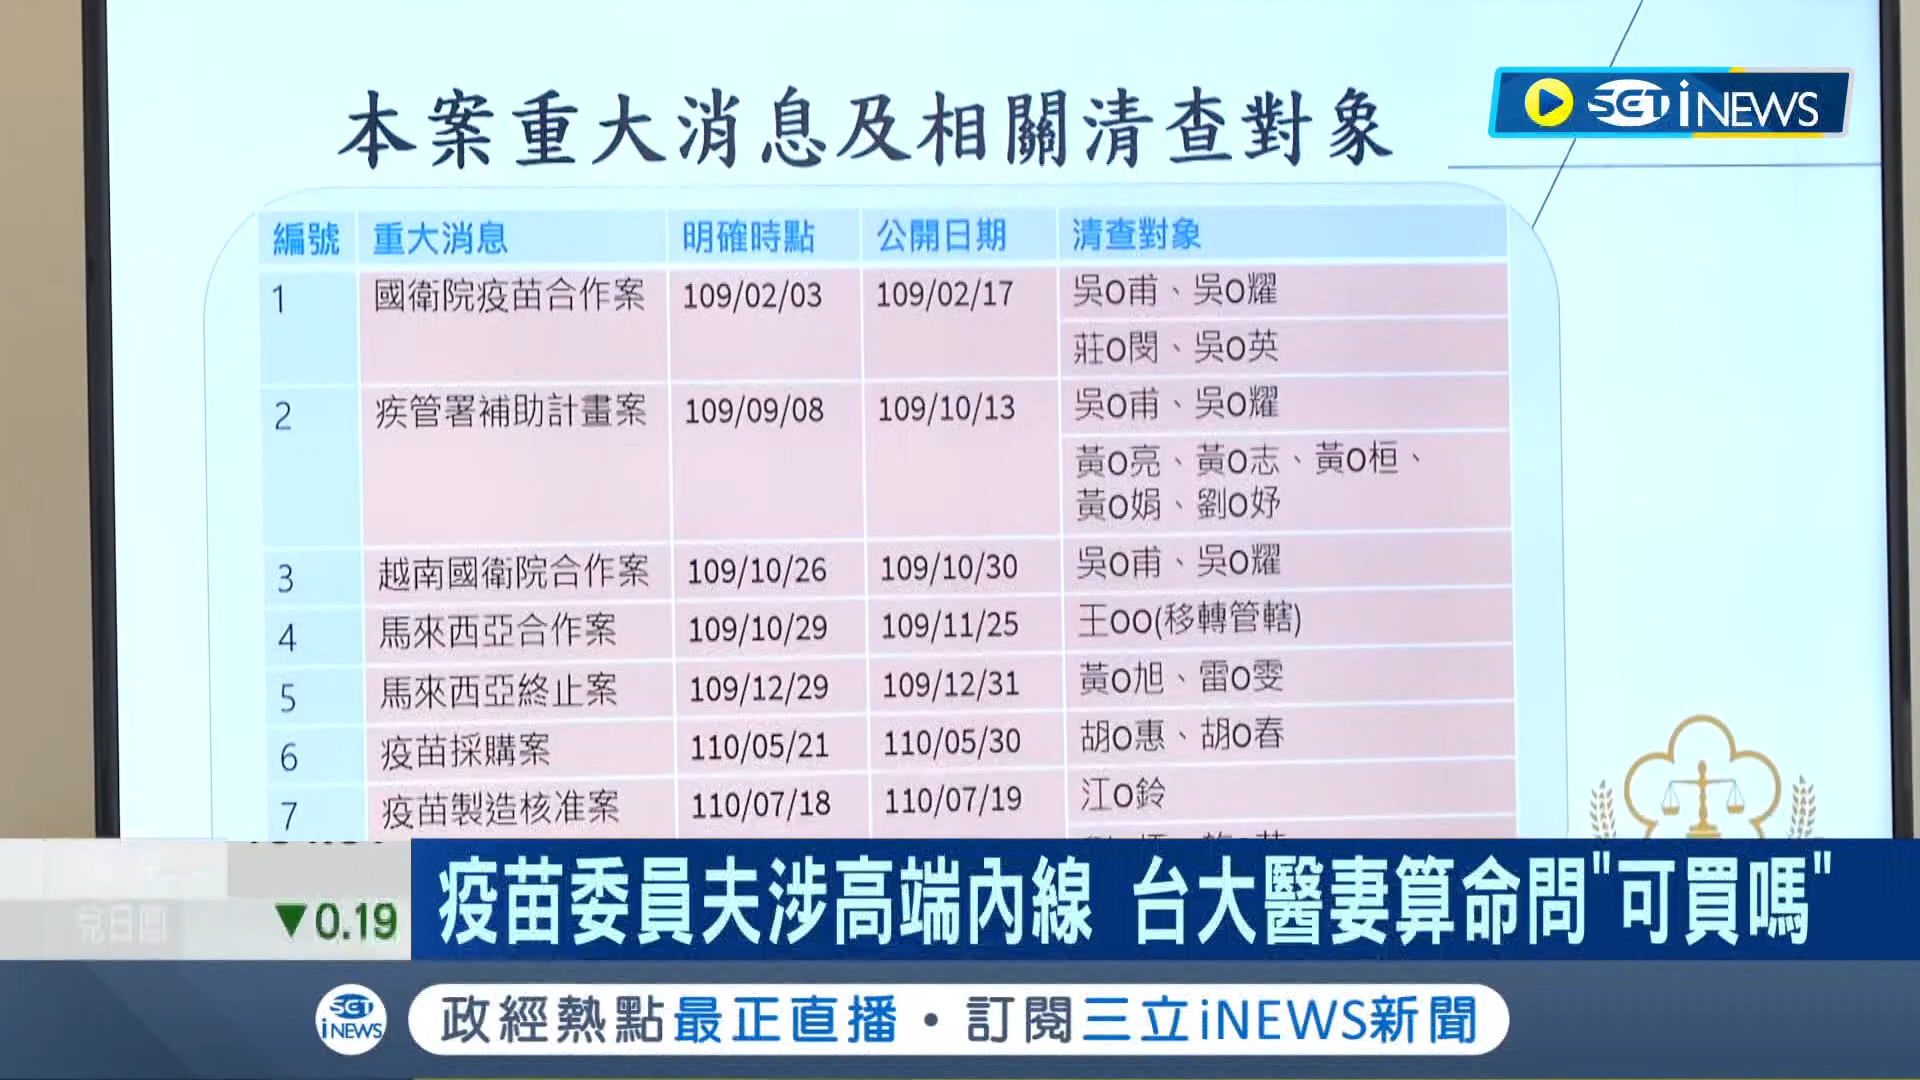 本案重大消息及相關清查對象
SET iNEWS
編號 重大消息 明確時點 公開日期 清查對象
1 國衛院疫苗合作案 109/02/03 109/02/17 吳O甫、吳O耀
莊O閔、吳O英
2 疾管署補助計畫案 109/09/08 109/10/13 吳O甫、吳O耀
黃O亮、黃O志、黃O桓、
黃O娟、劉O妤
3 越南國衛院合作案 109/10/26 109/10/30 吳O甫、吳O耀
4 馬來西亞合作案 109/10/29 109/11/25 王OO(移轉管轄)
5 馬來西亞終止案 109/12/29 109/12/31 黃O旭、雷O雯
6 疫苗採購案 110/05/21 110/05/30 胡O惠、胡O春
7 疫苗製造核准案 110/07/18 110/07/19 江O鈴
▼0.19
疫苗委員夫涉高端內線 台大醫妻算命問"可買嗎"
SET iNEWS 政經熱點最正直播・訂閱三立iNEWS新聞